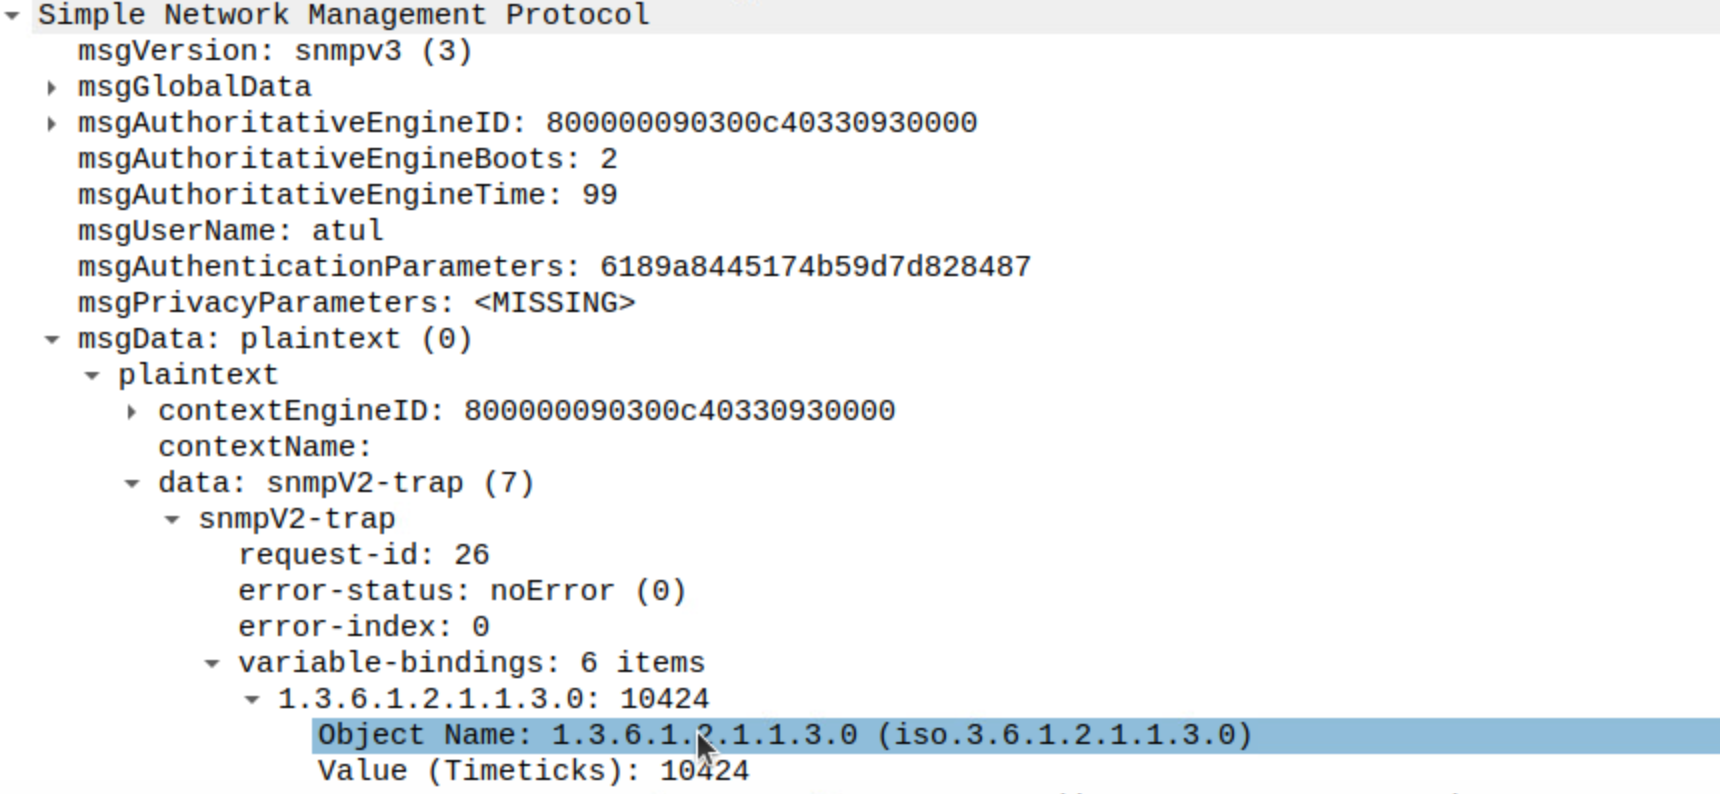 Simple Network Management Protocol
msgVersion: snmpv3 (3)
msgGlobalData
msgAuthoritativeEngineID: 800000090300c40330930000
msgAuthoritativeEngineBoots: 2
msgAuthoritativeEngineTime: 99
msgUserName: atul
msgAuthenticationParameters: 6189a8445174b59d7d828487
msgPrivacyParameters: <MISSING>
msgData: plaintext (0)
plaintext
contextEngineID: 800000090300c40330930000
contextName:
data: snmpV2-trap (7)
snmpV2-trap
request-id: 26
error-status: noError (0)
error-index: 0
variable-bindings: 6 items
1.3.6.1.2.1.1.3.0: 10424
Object Name: 1.3.6.1.2.1.1.3.0 (iso.3.6.1.2.1.1.3.0)
Value (Timeticks): 10424